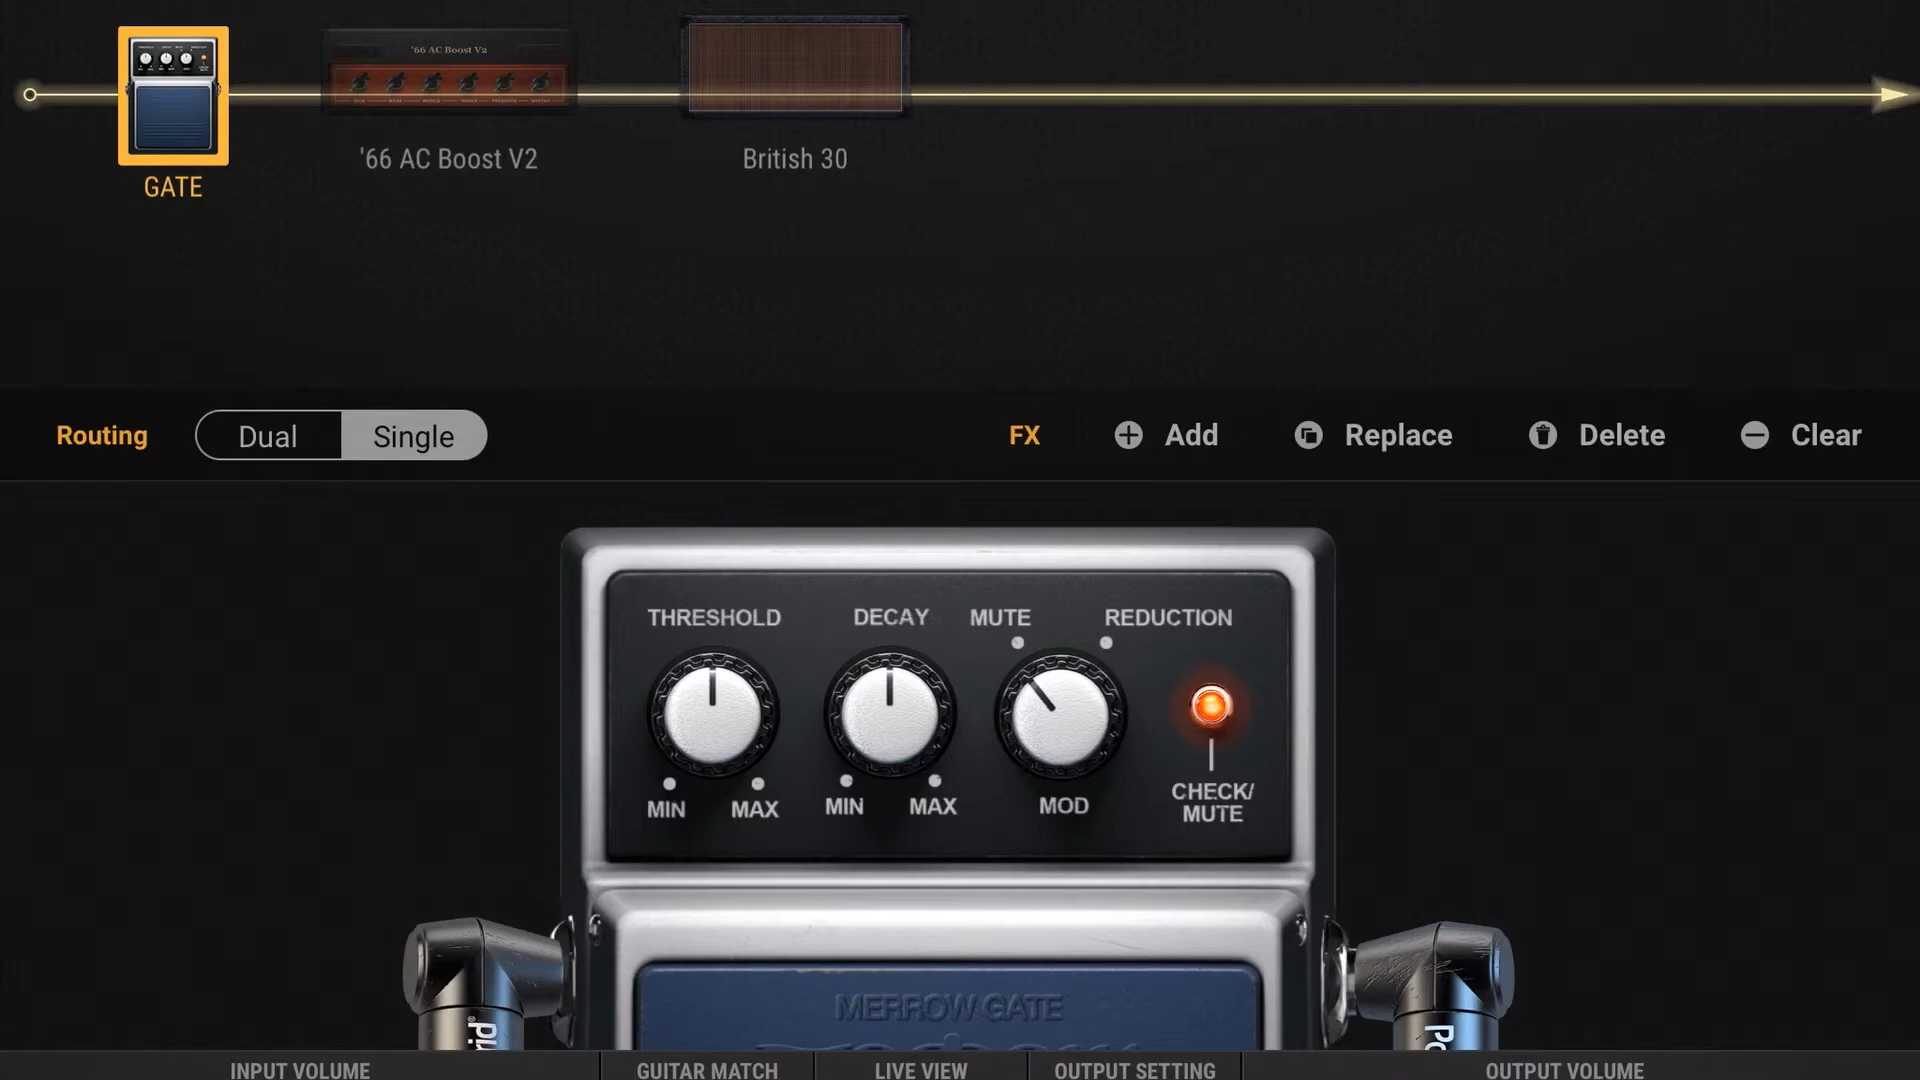 '66 AC Boost V2
GATE
'66 AC Boost V2
British 30
Routing
Dual
Single
FX
Add
Replace
Delete
Clear
THRESHOLD
DECAY
MUTE
REDUCTION
MIN
MAX
MIN
MAX
MOD
CHECK/
MUTE
MERROW GATE
INPUT VOLUME
GUITAR MATCH
LIVE VIEW
OUTPUT SETTING
OUTPUT VOLUME